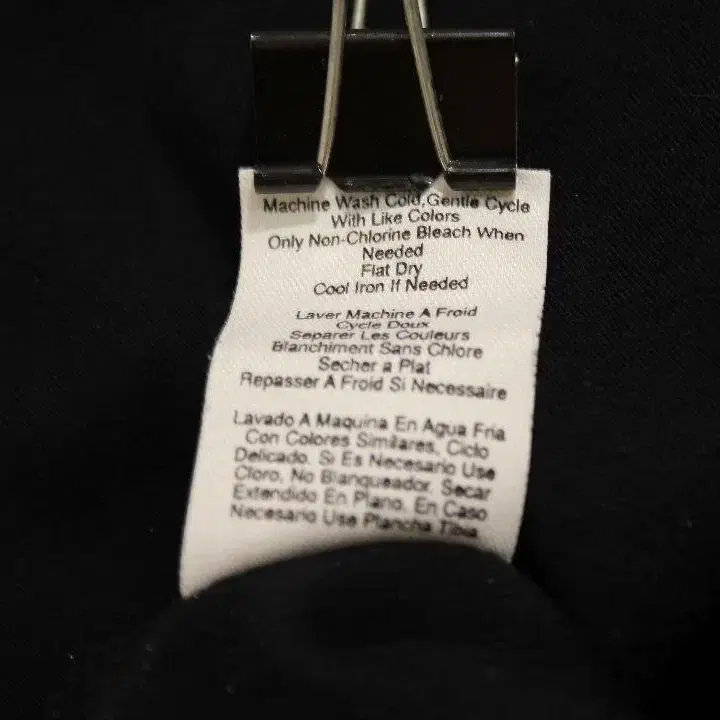 Machine Wash Cold,Gentle Cycle
With Like Colors
Only Non-Chlorine Bleach When
Needed
Flat Dry
Cool Iron If Needed
Laver Machine A Froid
Cycle Doux
Separer Les Couleurs
Blanchiment Sans Chlore
Secher a Plat
Repasser A Froid Si Necessaire
Lavado A Maquina En Agua Fria
Con Colores Similares, Ciclo
Delicado. Si Es Necesario Use
Cloro, No Blanqueador. Secar
Extendido En Plano. En Caso
Necesario Use Plancha Tibia